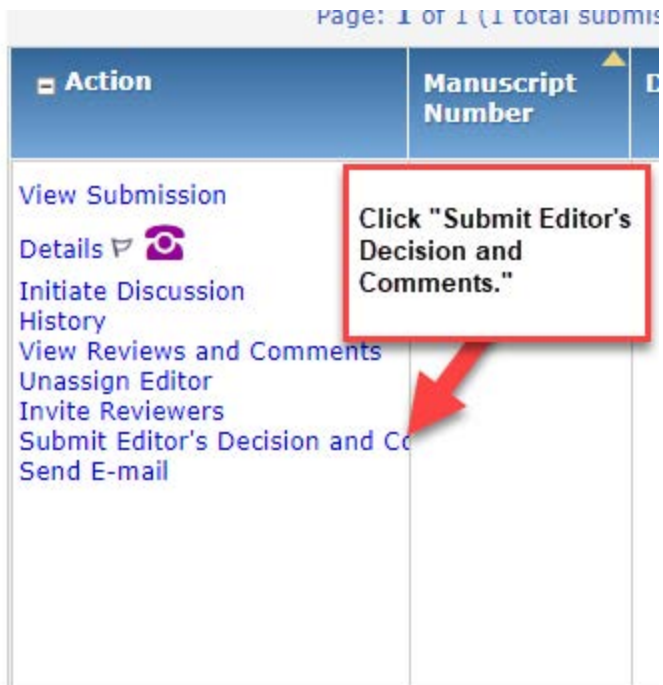 Page: 1 of 1 (1 total submis
Action
Manuscript
Number
D
View Submission
Details
Initiate Discussion
History
View Reviews and Comments
Unassign Editor
Invite Reviewers
Submit Editor's Decision and Co
Send E-mail
Click "Submit Editor's
Decision and
Comments."